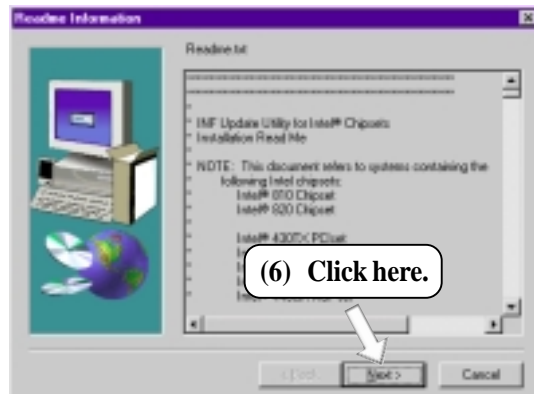 Readme Information
Readme.txt
INF Update Utility for Intel® Chipsets
Installation Read Me
NOTE: This document refers to systems containing the
following Intel chipsets:
Intel® 810 Chipset
Intel® 820 Chipset
Intel® 430TX PCIset
(6) Click here.
Next >
Cancel